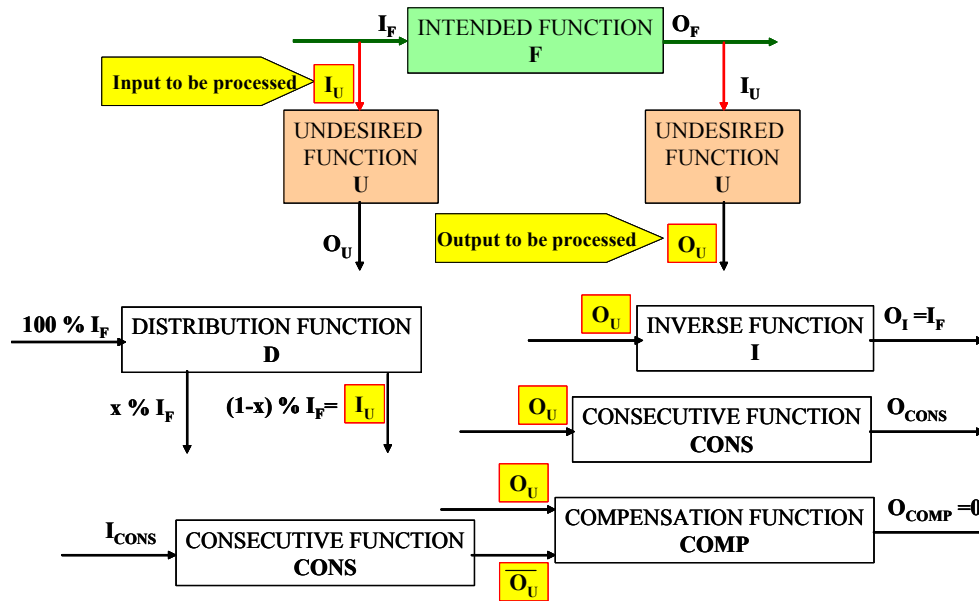 I_F
INTENDED FUNCTION
F
O_F
Input to be processed
I_U
I_U
UNDESIRED
FUNCTION
U
UNDESIRED
FUNCTION
U
O_U
Output to be processed
O_U
100 % I_F
DISTRIBUTION FUNCTION
D
x % I_F
(1-x) % I_F= I_U
O_U
INVERSE FUNCTION
I
O_I =I_F
O_U
CONSECUTIVE FUNCTION
CONS
O_CONS
I_CONS
CONSECUTIVE FUNCTION
CONS
O_U
O̅_U̅
COMPENSATION FUNCTION
COMP
O_COMP =0